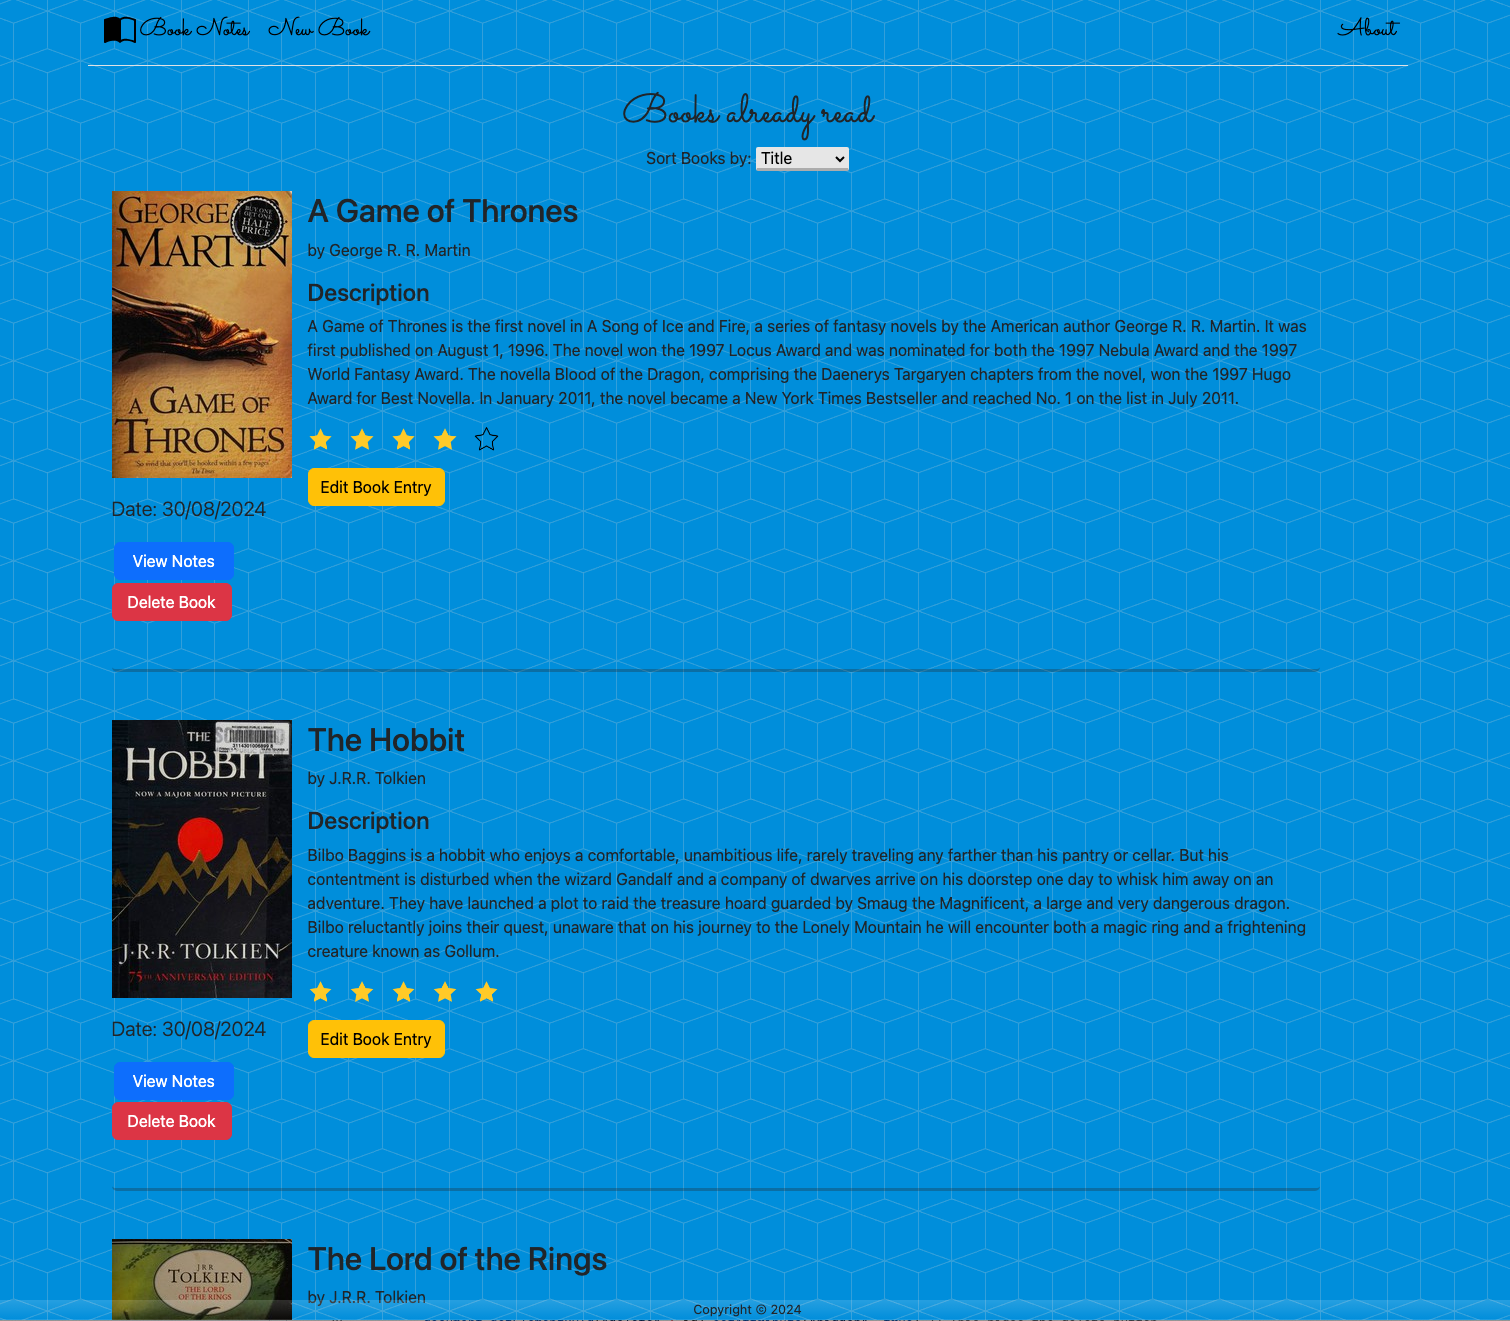 Book Notes New Book About
Books already read
Sort Books by: Title
GEORGE R.
MARTIN
BUY ONE
GET ONE
HALF
PRICE
A GAME OF
THRONES
'So vivid that you'll be hooked within a few pages'
The Times
A Game of Thrones
by George R. R. Martin
Description
A Game of Thrones is the first novel in A Song of Ice and Fire, a series of fantasy novels by the American author George R. R. Martin. It was
first published on August 1, 1996. The novel won the 1997 Locus Award and was nominated for both the 1997 Nebula Award and the 1997
World Fantasy Award. The novella Blood of the Dragon, comprising the Daenerys Targaryen chapters from the novel, won the 1997 Hugo
Award for Best Novella. In January 2011, the novel became a New York Times Bestseller and reached No. 1 on the list in July 2011.
Edit Book Entry
Date: 30/08/2024
View Notes
Delete Book
THE
HOBBIT
NOW A MAJOR MOTION PICTURE
J·R·R·TOLKIEN
75TH ANNIVERSARY EDITION
The Hobbit
by J.R.R. Tolkien
Description
Bilbo Baggins is a hobbit who enjoys a comfortable, unambitious life, rarely traveling any farther than his pantry or cellar. But his
contentment is disturbed when the wizard Gandalf and a company of dwarves arrive on his doorstep one day to whisk him away on an
adventure. They have launched a plot to raid the treasure hoard guarded by Smaug the Magnificent, a large and very dangerous dragon.
Bilbo reluctantly joins their quest, unaware that on his journey to the Lonely Mountain he will encounter both a magic ring and a frightening
creature known as Gollum.
Edit Book Entry
Date: 30/08/2024
View Notes
Delete Book
JRR
TOLKIEN
THE LORD
OF THE RINGS
The Lord of the Rings
by J.R.R. Tolkien
Copyright © 2024